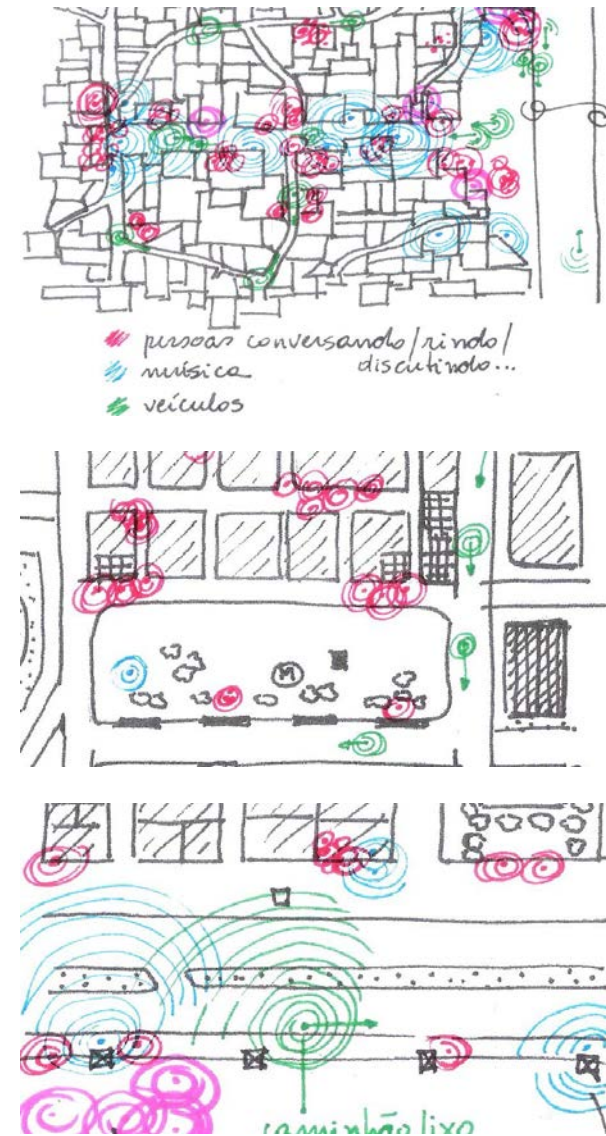 pessoas conversando/rindo/
discutindo...
música
veículos
M
caminhão lixo